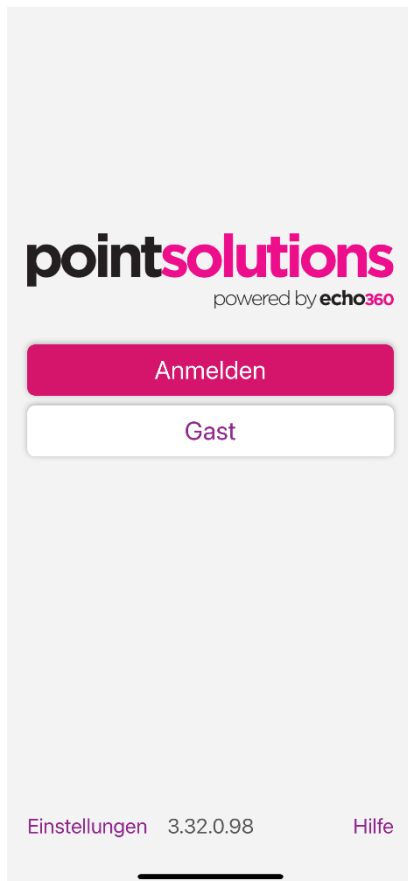 pointsolutions
powered by echo360
Anmelden
Gast
Einstellungen 3.32.0.98 Hilfe